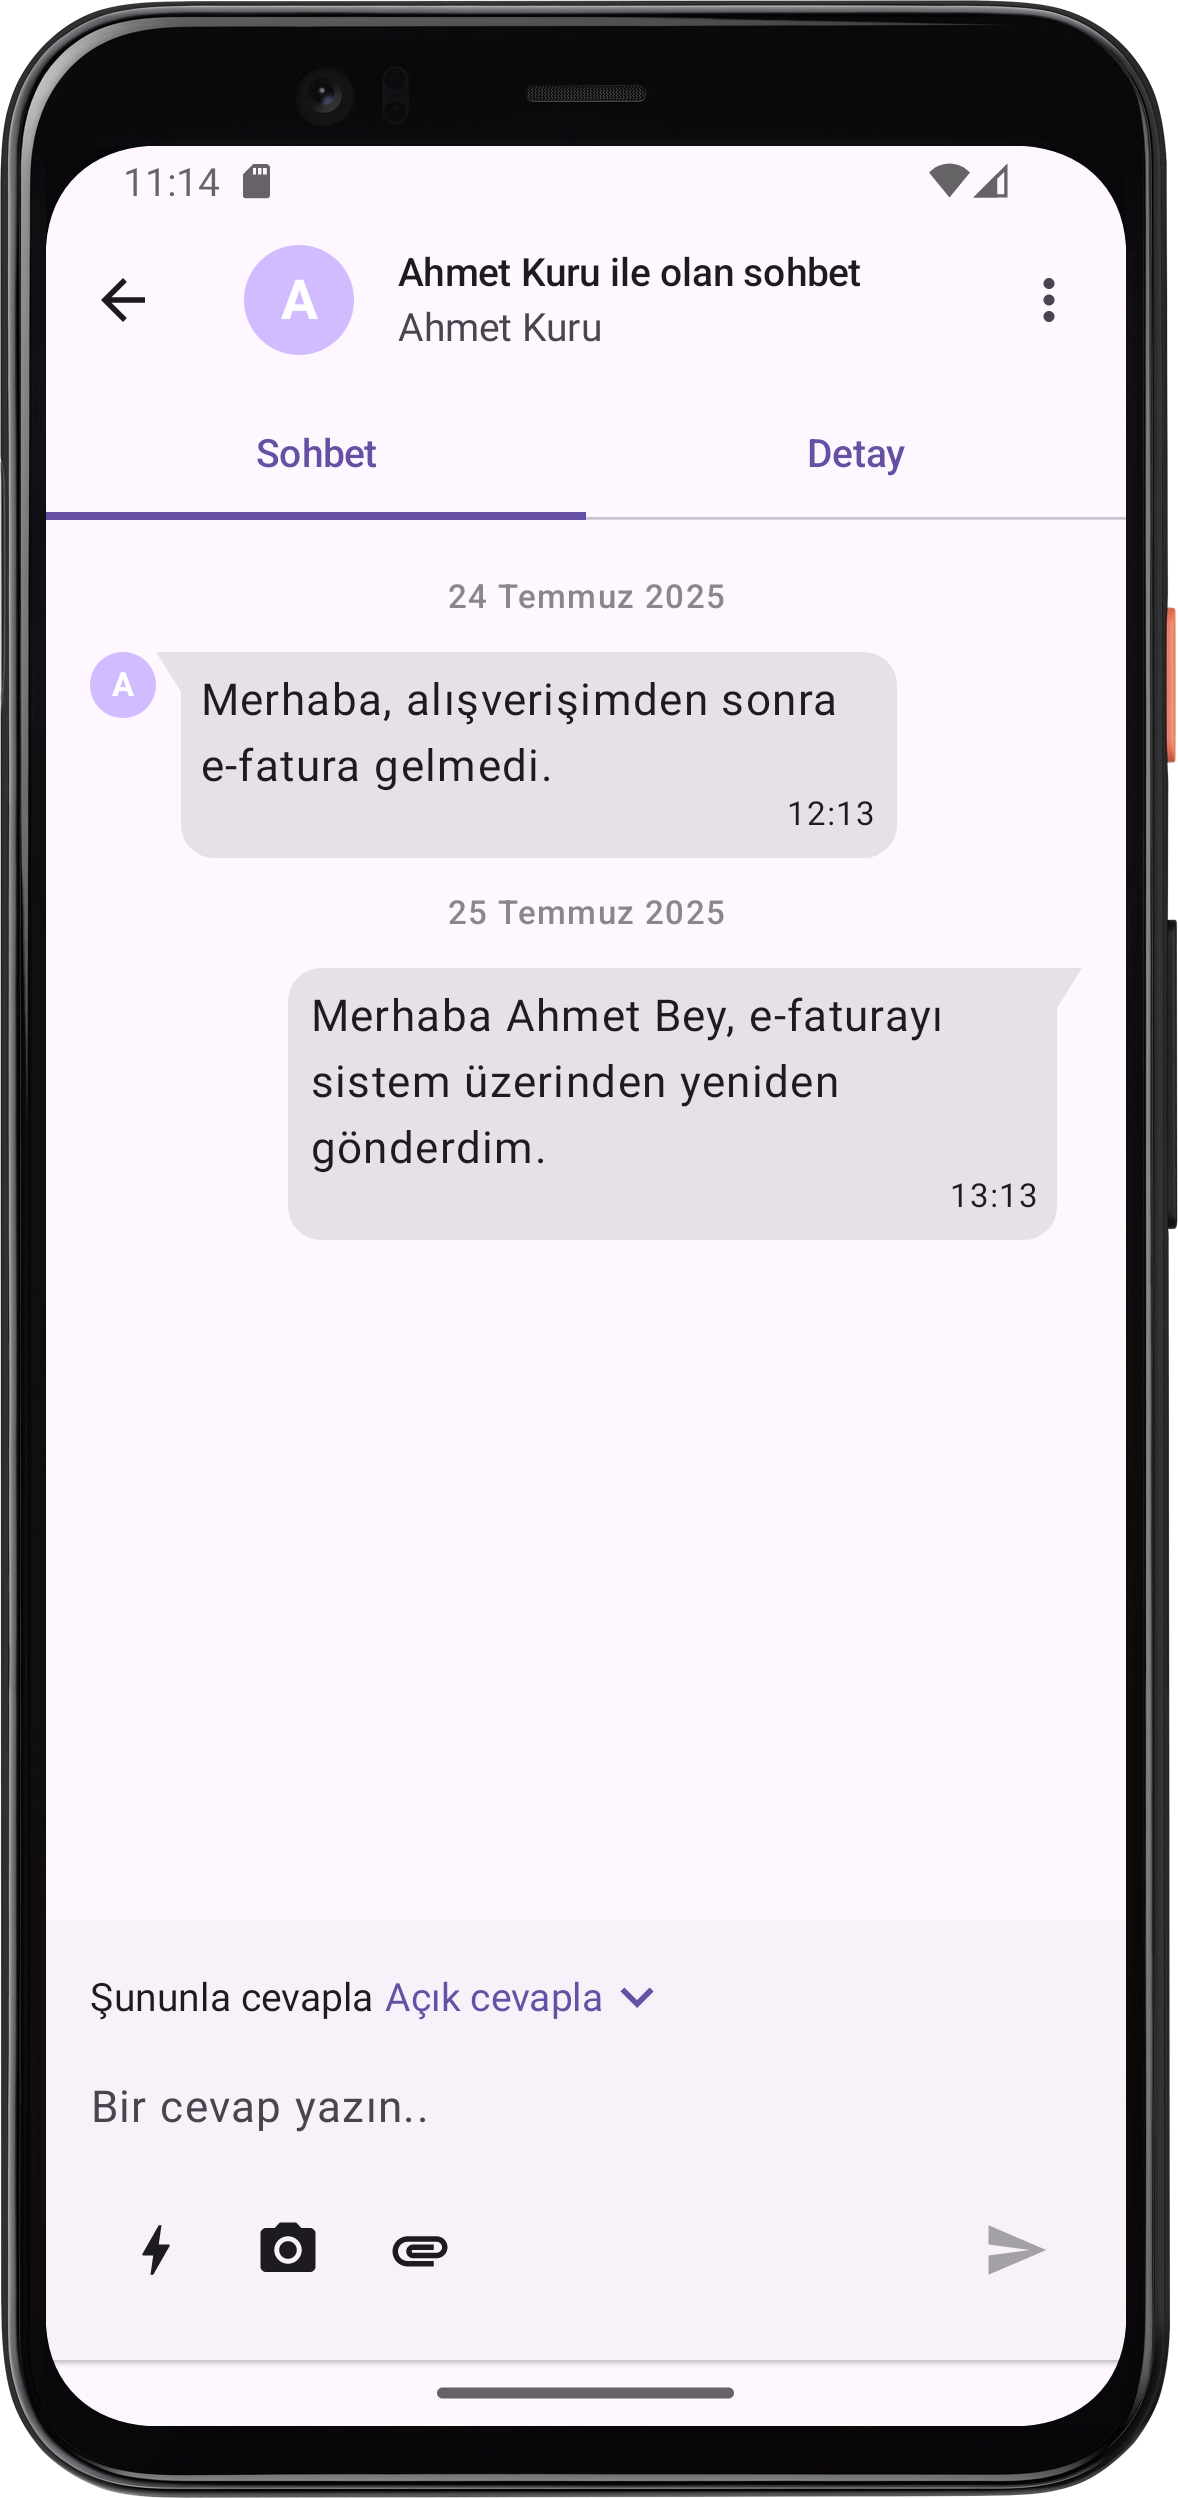 11:14
A
Ahmet Kuru ile olan sohbet
Ahmet Kuru
Sohbet
Detay
24 Temmuz 2025
A
Merhaba, alışverişimden sonra
e-fatura gelmedi.
12:13
25 Temmuz 2025
Merhaba Ahmet Bey, e-faturayı
sistem üzerinden yeniden
gönderdim.
13:13
Şununla cevapla Açık cevapla
Bir cevap yazın..